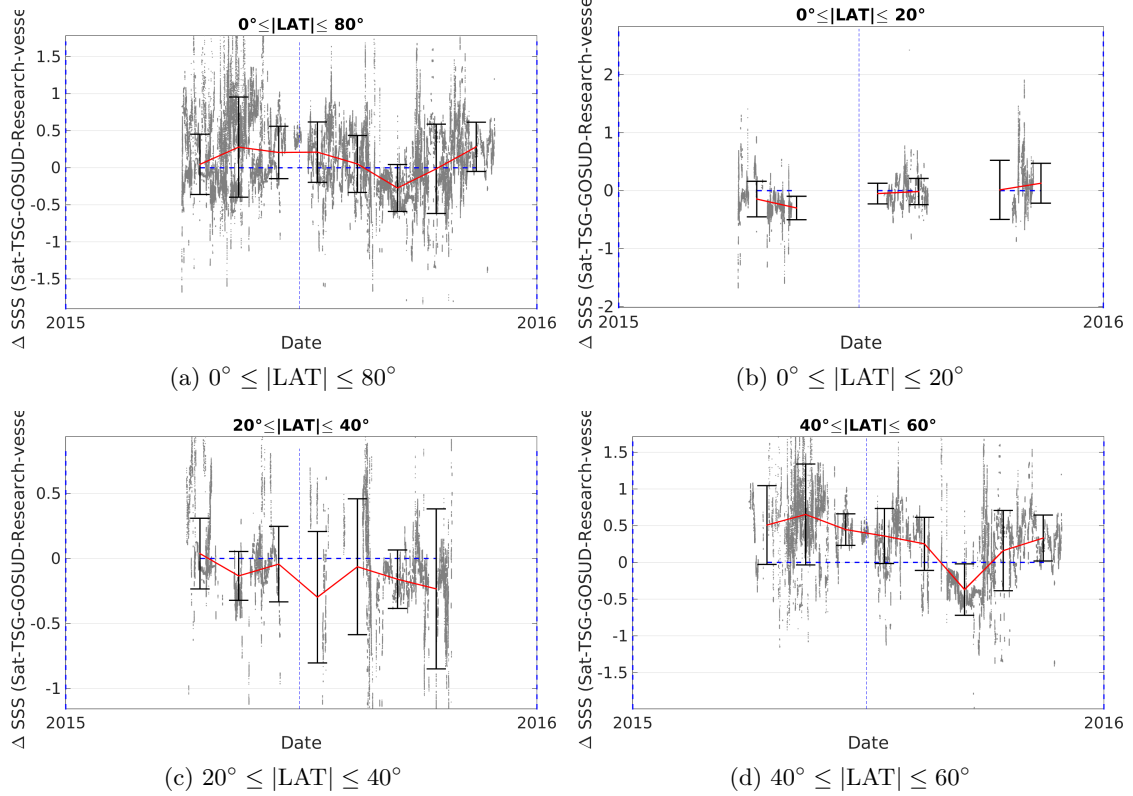 0°≤|LAT|≤ 80°
Δ SSS (Sat-TSG-GOSUD-Research-vesse
1.5
1
0.5
0
-0.5
-1
-1.5
2015
2016
Date
(a) 0° ≤ |LAT| ≤ 80°
0°≤|LAT|≤ 20°
Δ SSS (Sat-TSG-GOSUD-Research-vesse
2
1
0
-1
-2
2015
2016
Date
(b) 0° ≤ |LAT| ≤ 20°
20°≤|LAT|≤ 40°
Δ SSS (Sat-TSG-GOSUD-Research-vesse
0.5
0
-0.5
-1
2015
2016
Date
(c) 20° ≤ |LAT| ≤ 40°
40°≤|LAT|≤ 60°
Δ SSS (Sat-TSG-GOSUD-Research-vesse
1.5
1
0.5
0
-0.5
-1
-1.5
2015
2016
Date
(d) 40° ≤ |LAT| ≤ 60°